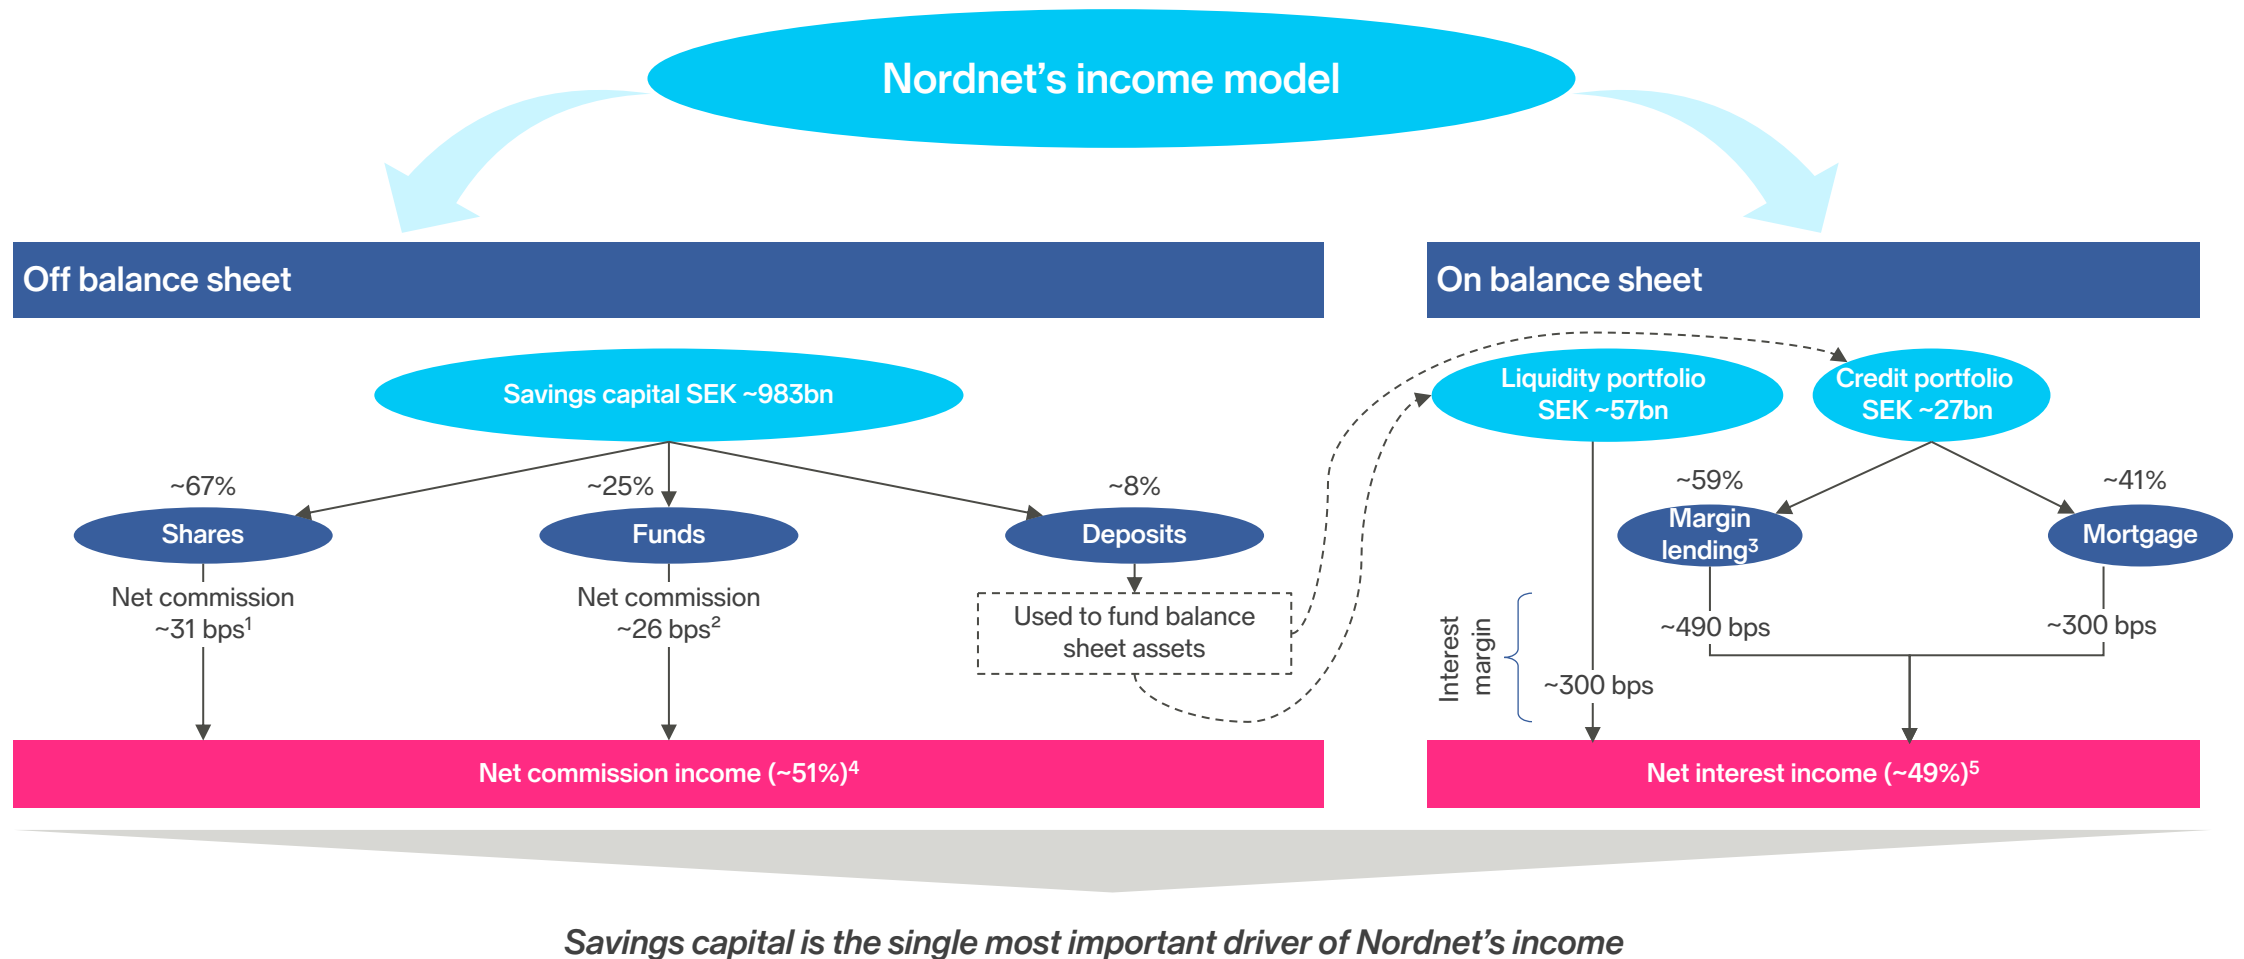 Nordnet’s income model
Off balance sheet
On balance sheet
Savings capital SEK ~983bn
Liquidity portfolio
SEK ~57bn
Credit portfolio
SEK ~27bn
~67%
~25%
~8%
~59%
~41%
Shares
Funds
Deposits
Margin
lending³
Mortgage
Net commission
~31 bps¹
Net commission
~26 bps²
Used to fund balance
sheet assets
Interest
margin
~300 bps
~490 bps
~300 bps
Net commission income (~51%)⁴
Net interest income (~49%)⁵
Savings capital is the single most important driver of Nordnet’s income